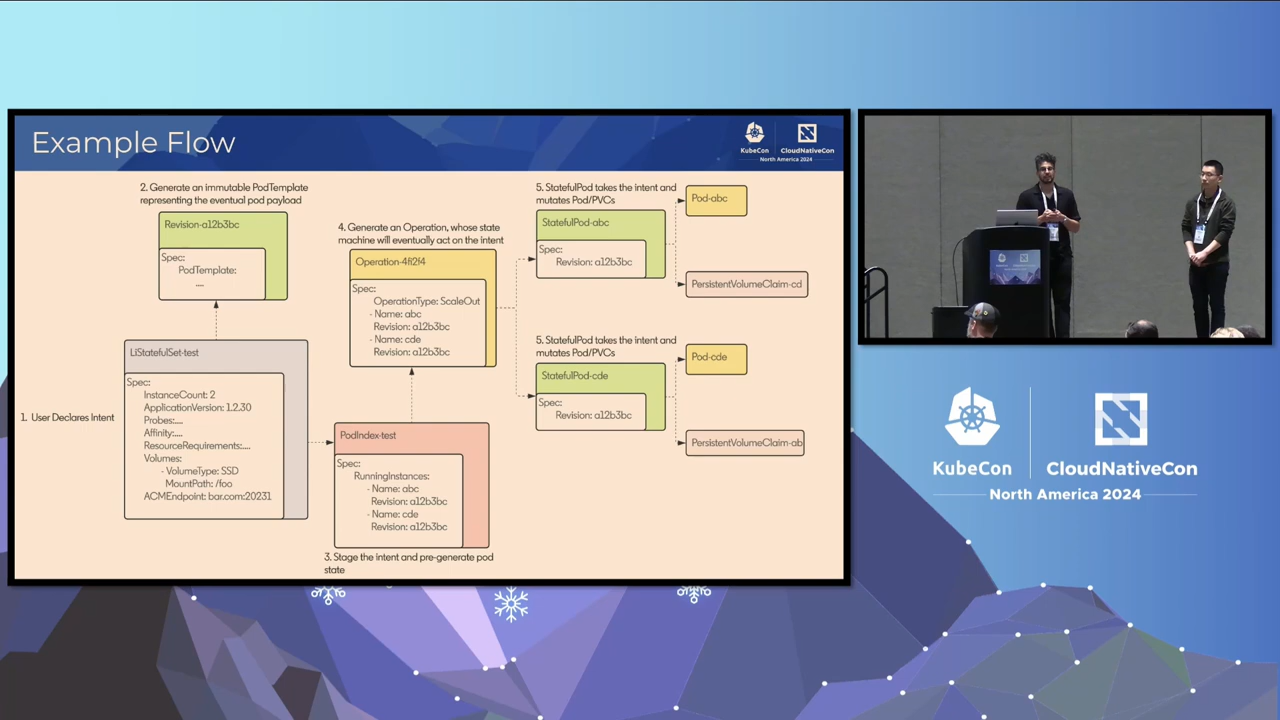 Example Flow
KubeCon
CloudNativeCon
North America 2024
1. User Declares Intent
2. Generate an immutable PodTemplate
representing the eventual pod payload
Revision-a12b3bc
Spec:
PodTemplate:
....
LiStatefulSet-test
Spec:
InstanceCount: 2
ApplicationVersion: 1.2.30
Probes:....
Affinity:....
ResourceRequirements:....
Volumes:
- VolumeType: SSD
MountPath: /foo
ACMEndpoint: bar.com:20231
PodIndex-test
Spec:
RunningInstances:
- Name: abc
Revision: a12b3bc
- Name: cde
Revision: a12b3bc
3. Stage the intent and pre-generate pod
state
4. Generate an Operation, whose state
machine will eventually act on the intent
Operation-4fi2f4
Spec:
OperationType: ScaleOut
- Name: abc
Revision: a12b3bc
- Name: cde
Revision: a12b3bc
5. StatefulPod takes the intent and
mutates Pod/PVCs
StatefulPod-abc
Spec:
Revision: a12b3bc
Pod-abc
PersistentVolumeClaim-cd
5. StatefulPod takes the intent and
mutates Pod/PVCs
StatefulPod-cde
Spec:
Revision: a12b3bc
Pod-cde
PersistentVolumeClaim-ab
KubeCon
CloudNativeCon
North America 2024